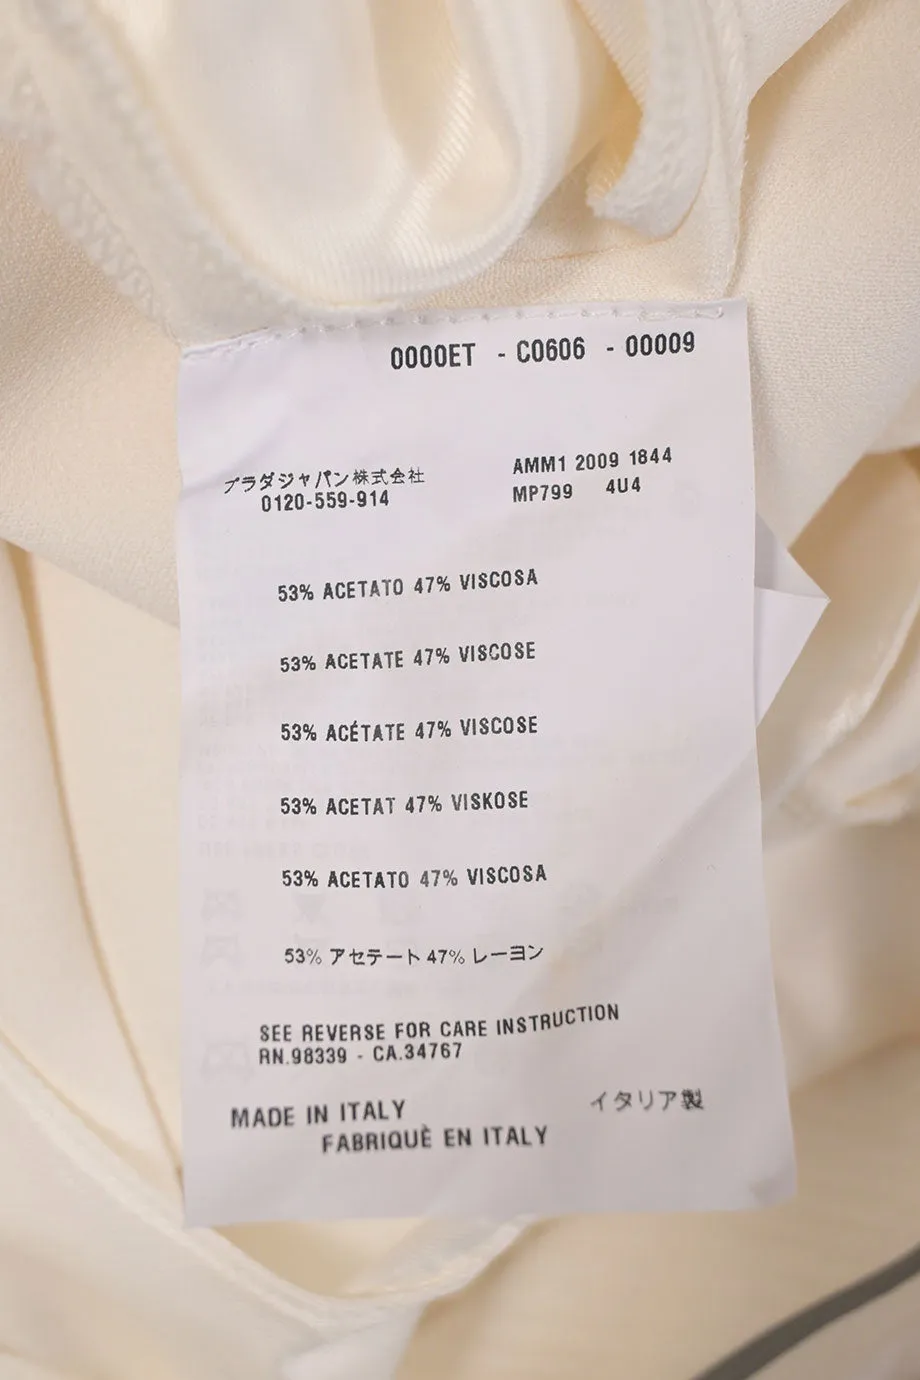 0000ET - C0606 - 00009
プラダジャパン株式会社
0120-559-914
AMM1 2009 1844
MP799 4U4
53% ACETATO 47% VISCOSA
53% ACETATE 47% VISCOSE
53% ACÉTATE 47% VISCOSE
53% ACETAT 47% VISKOSE
53% ACETATO 47% VISCOSA
53% アセテート 47% レーヨン
SEE REVERSE FOR CARE INSTRUCTION
RN.98339 - CA.34767
MADE IN ITALY
イタリア製
FABRIQUÈ EN ITALY